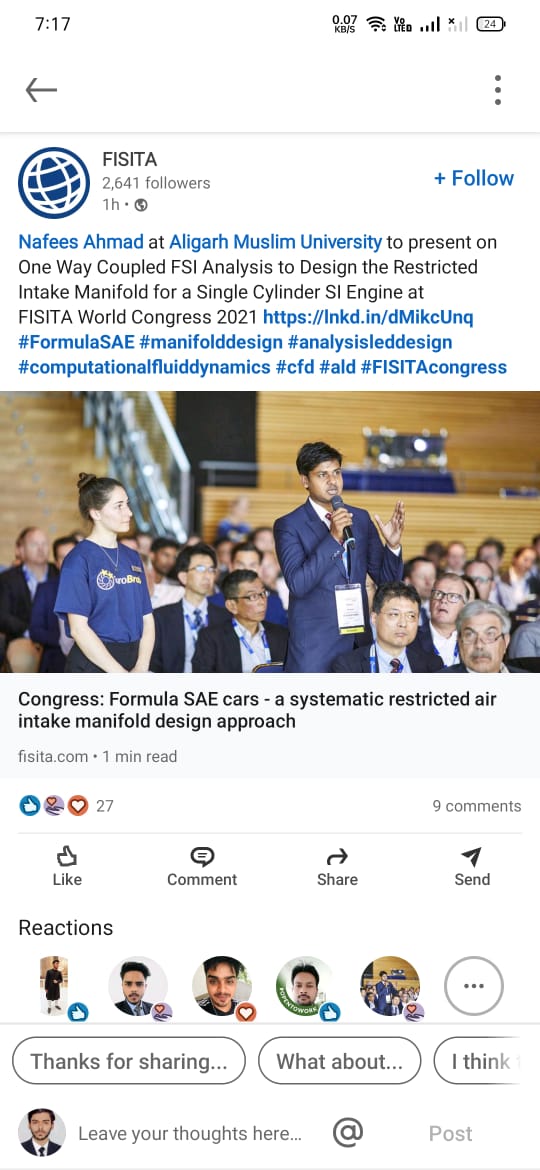 7:17
0.07
KB/S
Vo
LTED
x
24
FISITA
2,641 followers
+ Follow
1h •
Nafees Ahmad at Aligarh Muslim University to present on
One Way Coupled FSI Analysis to Design the Restricted
Intake Manifold for a Single Cylinder SI Engine at
FISITA World Congress 2021 https://lnkd.in/dMikcUnq
#FormulaSAE #manifolddesign #analysisleddesign
#computationalfluiddynamics #cfd #ald #FISITAcongress
Congress: Formula SAE cars - a systematic restricted air
intake manifold design approach
fisita.com • 1 min read
27
9 comments
Like
Comment
Share
Send
Reactions
#OPENTOWORK
Thanks for sharing...
What about...
I think
Leave your thoughts here...
@
Post